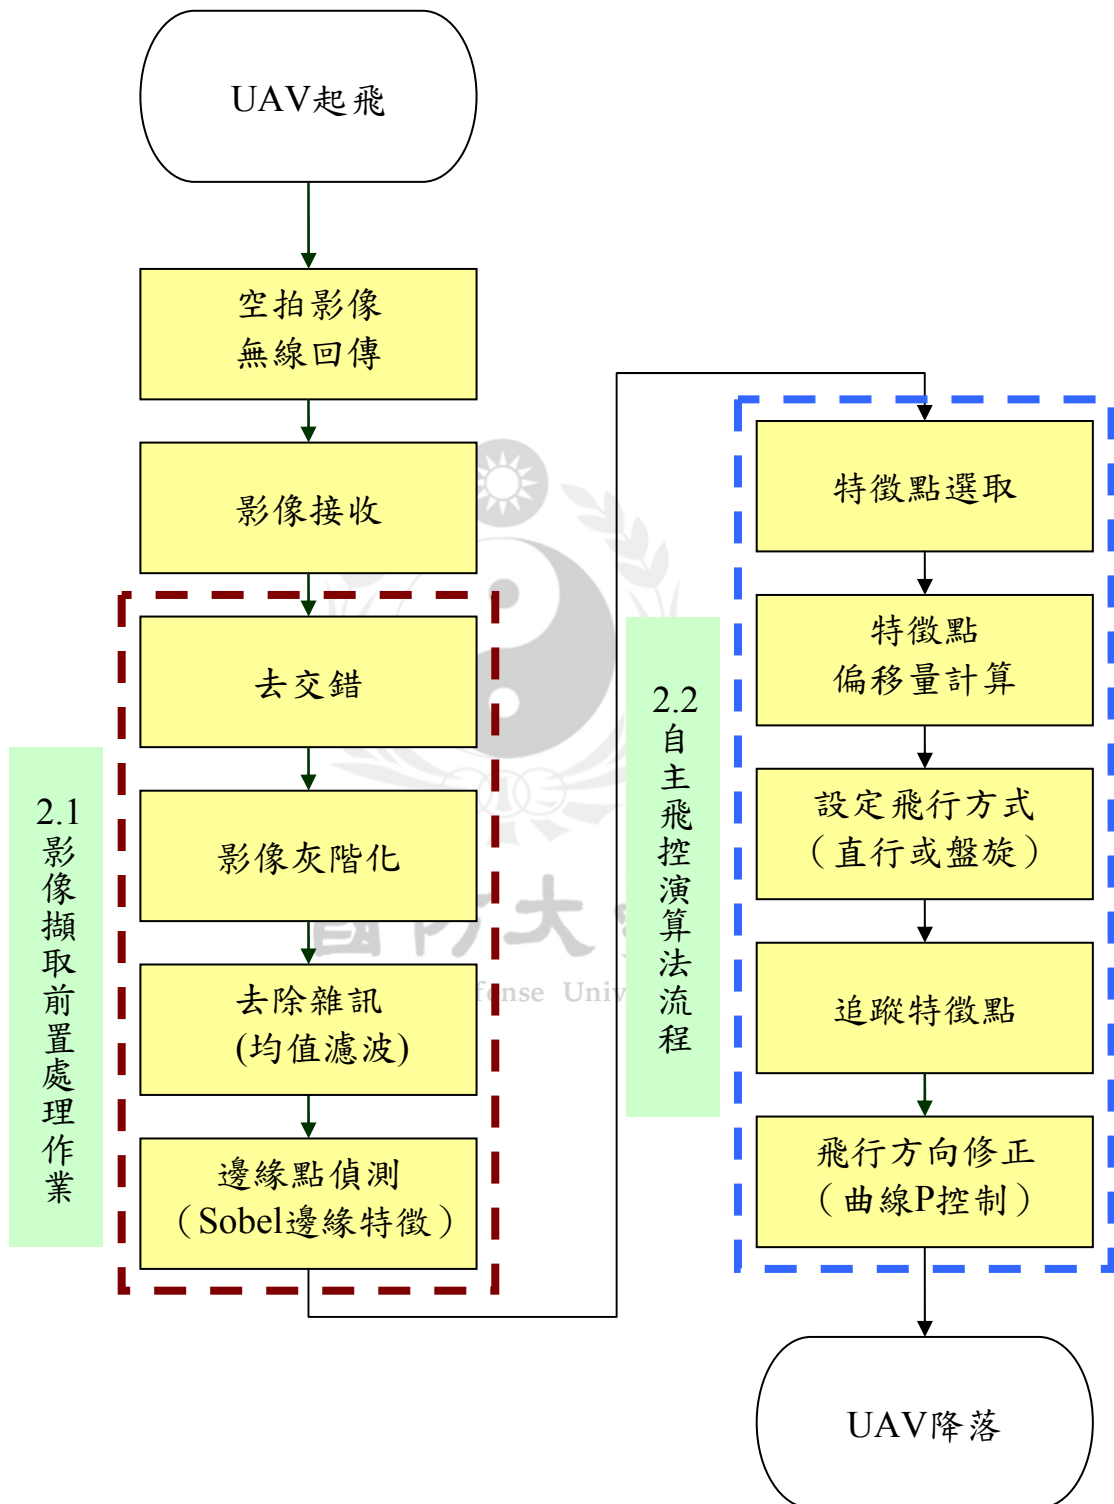 UAV起飛
空拍影像
無線回傳
影像接收
2.1
影像擷取前置處理作業
去交錯
影像灰階化
去除雜訊
(均值濾波)
邊緣點偵測
（Sobel邊緣特徵）
2.2
自主飛控演算法流程
特徵點選取
特徵點
偏移量計算
設定飛行方式
（直行或盤旋）
追蹤特徵點
飛行方向修正
（曲線P控制）
UAV降落
國防大
fense Univ